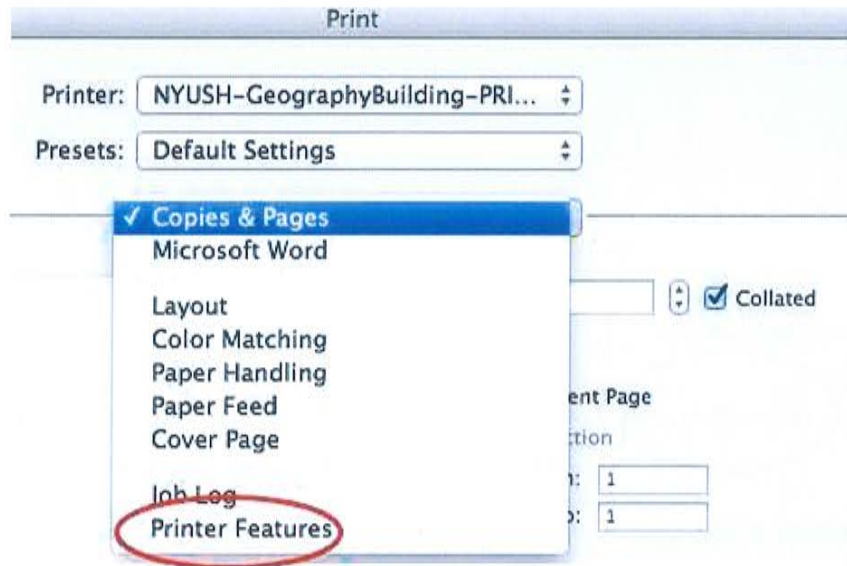 Print
Printer: NYUSH-GeographyBuilding-PRI...
Presets: Default Settings
✓ Copies & Pages
Microsoft Word
Collated
Layout
Color Matching
Paper Handling
ent Page
Paper Feed
Cover Page
ction
1
Job Log
Printer Features
1